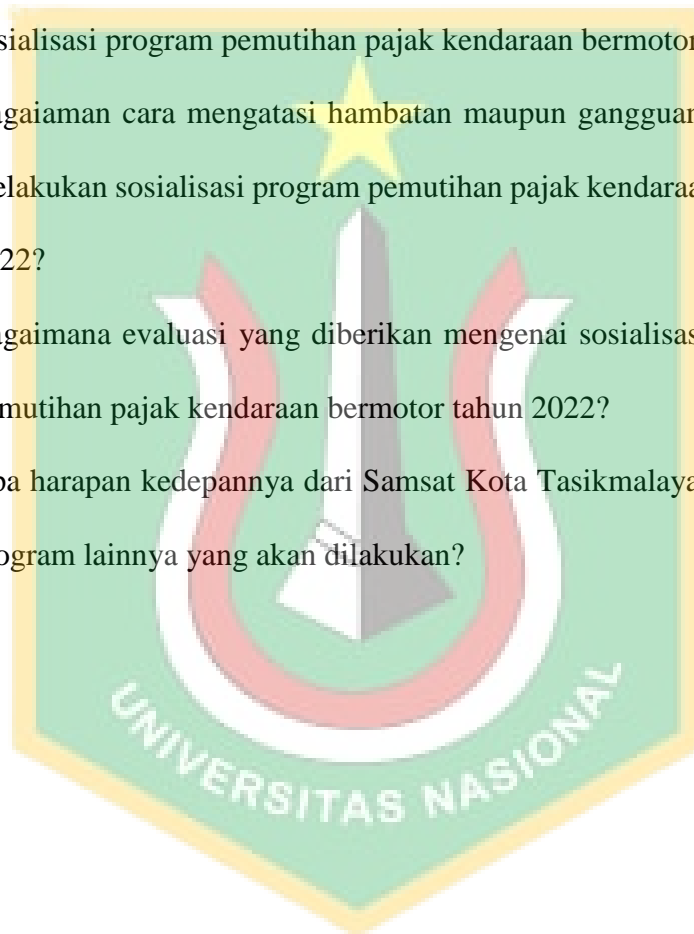 sialisasi program pemutihan pajak kendaraan bermotor
agaiaman cara mengatasi hambatan maupun gangguan
elakukan sosialisasi program pemutihan pajak kendaraa
22?
agaimana evaluasi yang diberikan mengenai sosialisas
mutihan pajak kendaraan bermotor tahun 2022?
pa harapan kedepannya dari Samsat Kota Tasikmalaya
ogram lainnya yang akan dilakukan?
UNIVERSITAS NASIONAL